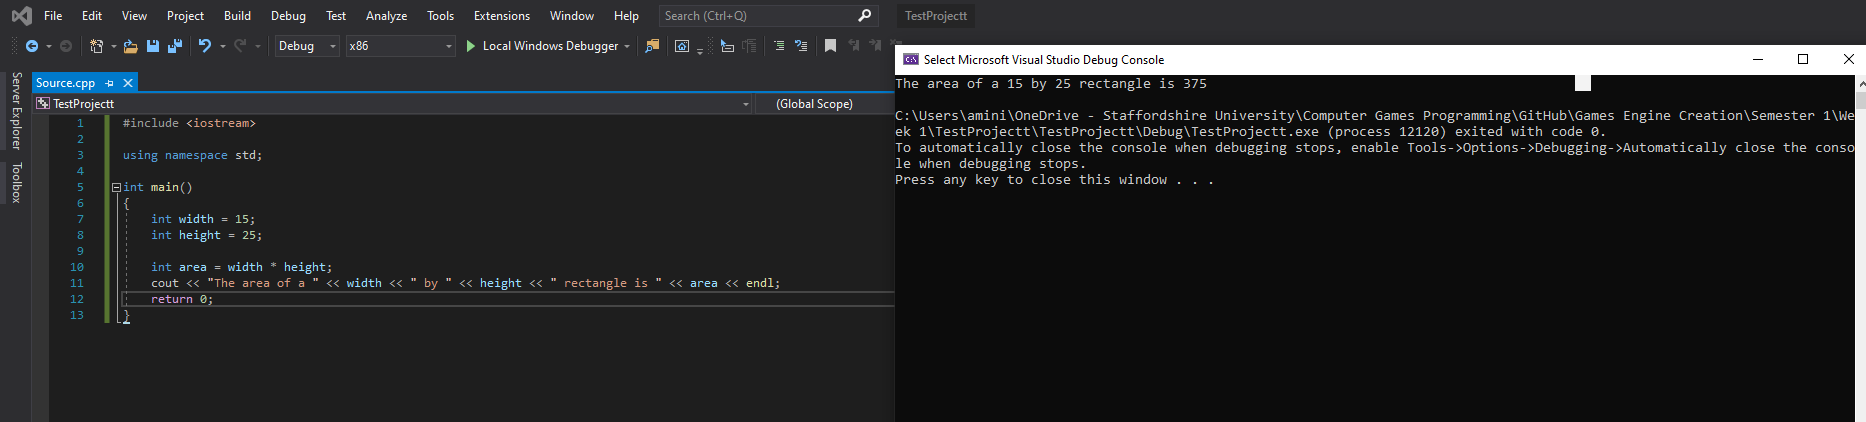 File Edit View Project Build Debug Test Analyze Tools Extensions Window Help Search (Ctrl+Q) TestProjectt
Debug x86 Local Windows Debugger
Server Explorer
Toolbox
Source.cpp
TestProjectt (Global Scope)
1 #include <iostream>
2
3 using namespace std;
4
5 int main()
6 {
7 int width = 15;
8 int height = 25;
9
10 int area = width * height;
11 cout << "The area of a " << width << " by " << height << " rectangle is " << area << endl;
12 return 0;
13 }
C:\ Select Microsoft Visual Studio Debug Console
The area of a 15 by 25 rectangle is 375
C:\Users\amini\OneDrive - Staffordshire University\Computer Games Programming\GitHub\Games Engine Creation\Semester 1\We
ek 1\TestProjectt\TestProjectt\Debug\TestProjectt.exe (process 12120) exited with code 0.
To automatically close the console when debugging stops, enable Tools->Options->Debugging->Automatically close the conso
le when debugging stops.
Press any key to close this window . . .